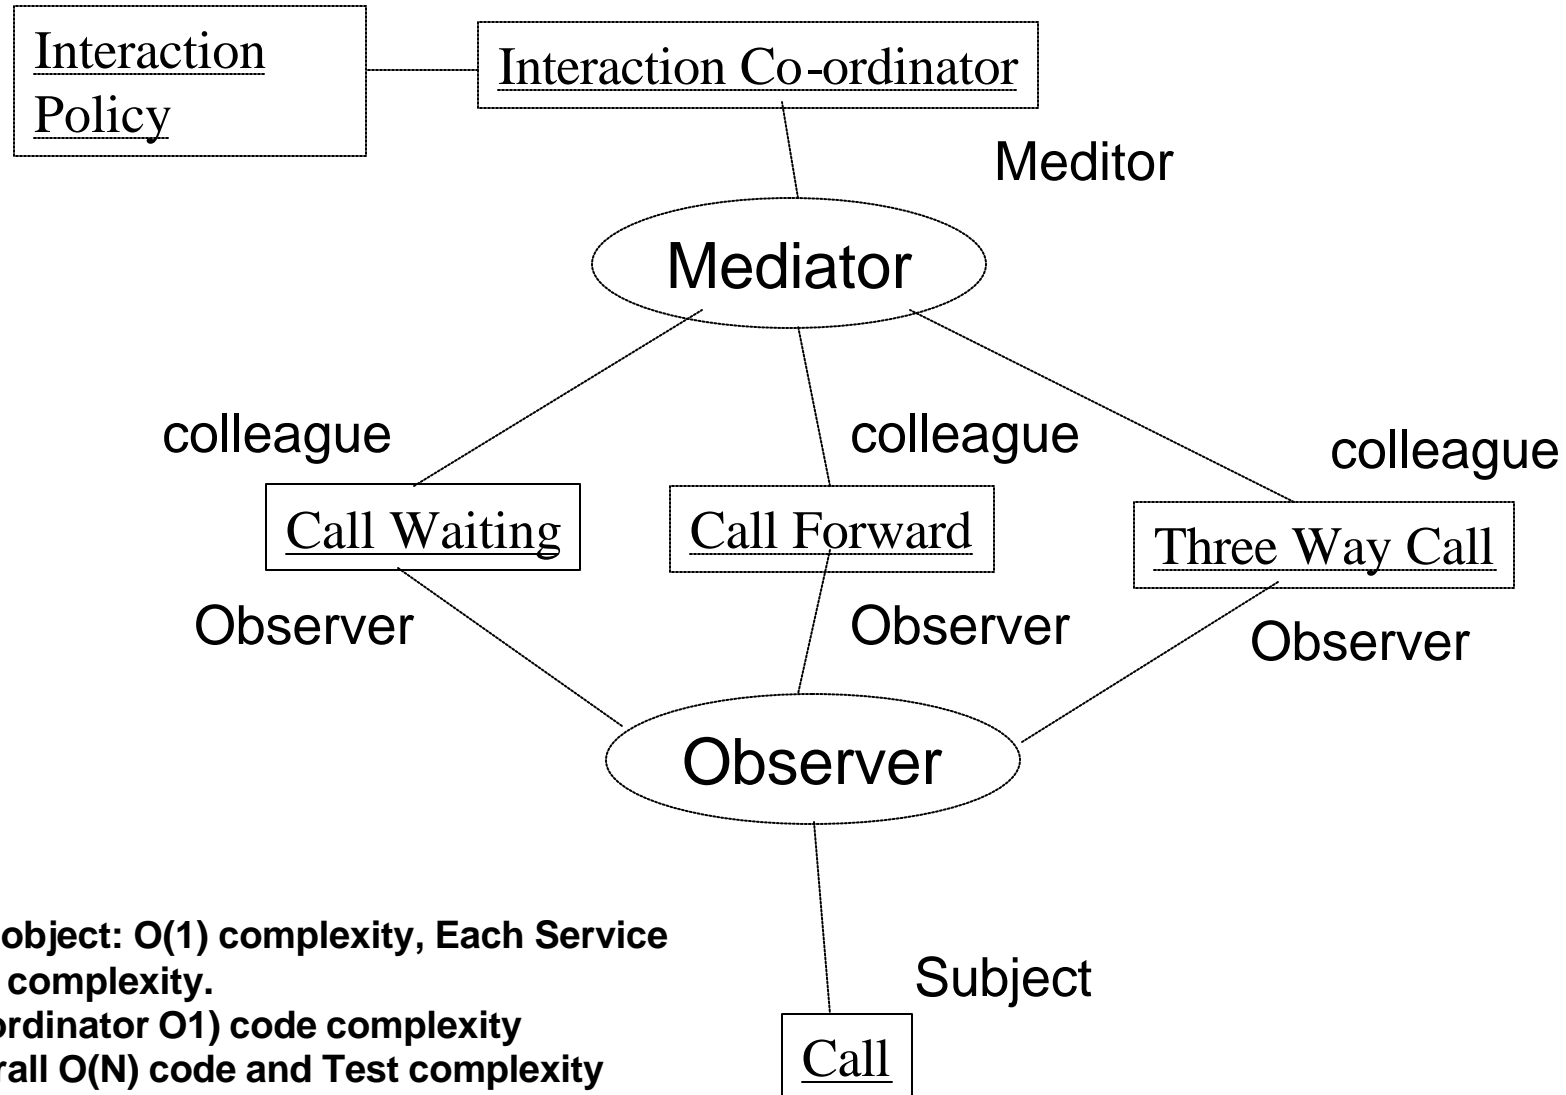 Interaction
Policy
Interaction Co-ordinator
Meditor
Mediator
colleague
colleague
colleague
Call Waiting
Call Forward
Three Way Call
Observer
Observer
Observer
Observer
object: O(1) complexity, Each Service
complexity.
ordinator O1) code complexity
rall O(N) code and Test complexity
Subject
Call